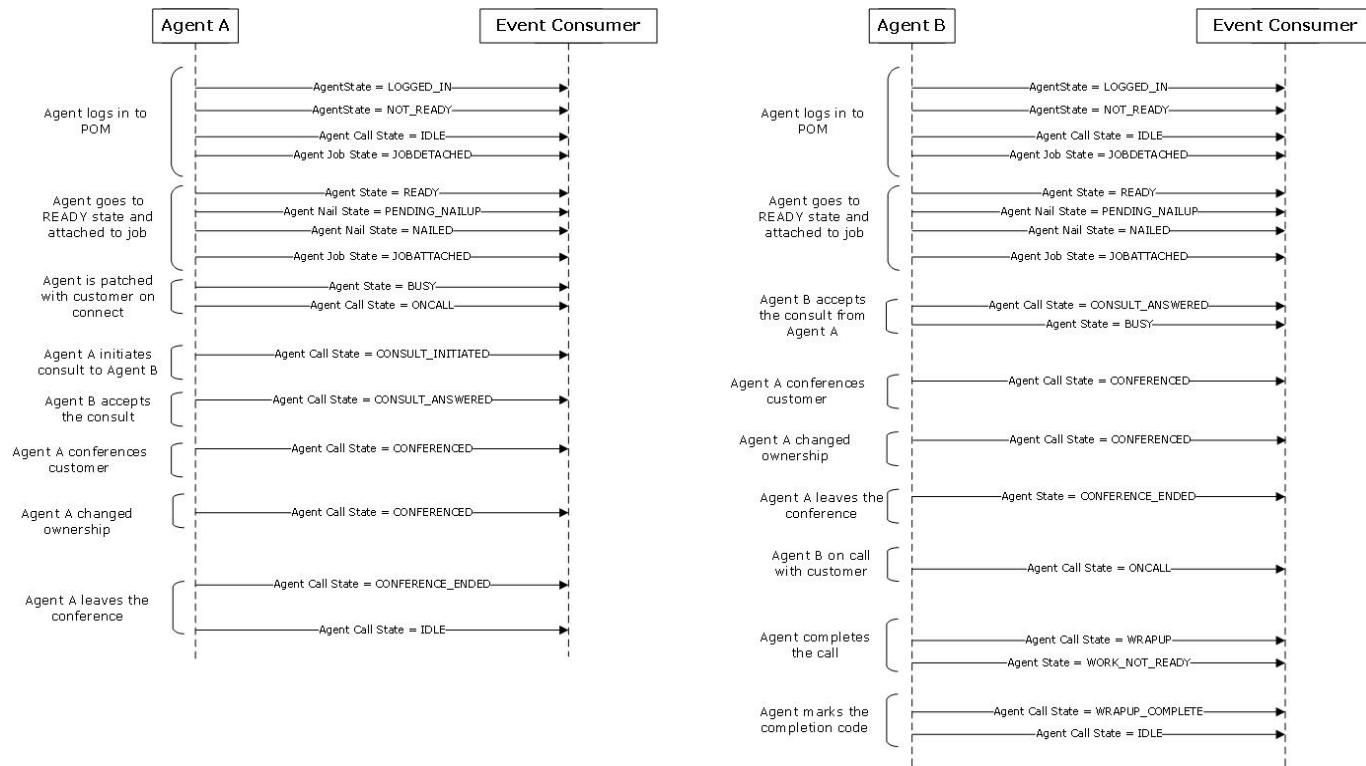 Agent A
Event Consumer
Agent logs in to
POM
AgentState = LOGGED_IN
AgentState = NOT_READY
Agent Call State = IDLE
Agent Job State = JOBDETACHED
Agent goes to
READY state and
attached to job
Agent State = READY
Agent Nail State = PENDING_NAILUP
Agent Nail State = NAILED
Agent Job State = JOBATTACHED
Agent is patched
with customer on
connect
Agent State = BUSY
Agent Call State = ONCALL
Agent A initiates
consult to Agent B
Agent Call State = CONSULT_INITIATED
Agent B accepts
the consult
Agent Call State = CONSULT_ANSWERED
Agent A conferences
customer
Agent Call State = CONFERENCED
Agent A changed
ownership
Agent Call State = CONFERENCED
Agent A leaves the
conference
Agent Call State = CONFERENCE_ENDED
Agent Call State = IDLE
Agent B
Event Consumer
Agent logs in to
POM
AgentState = LOGGED_IN
AgentState = NOT_READY
Agent Call State = IDLE
Agent Job State = JOBDETACHED
Agent goes to
READY state and
attached to job
Agent State = READY
Agent Nail State = PENDING_NAILUP
Agent Nail State = NAILED
Agent Job State = JOBATTACHED
Agent B accepts
the consult from
Agent A
Agent Call State = CONSULT_ANSWERED
Agent State = BUSY
Agent A conferences
customer
Agent Call State = CONFERENCED
Agent A changed
ownership
Agent Call State = CONFERENCED
Agent A leaves the
conference
Agent State = CONFERENCE_ENDED
Agent B on call
with customer
Agent Call State = ONCALL
Agent completes
the call
Agent Call State = WRAPUP
Agent State = WORK_NOT_READY
Agent marks the
completion code
Agent Call State = WRAPUP_COMPLETE
Agent Call State = IDLE